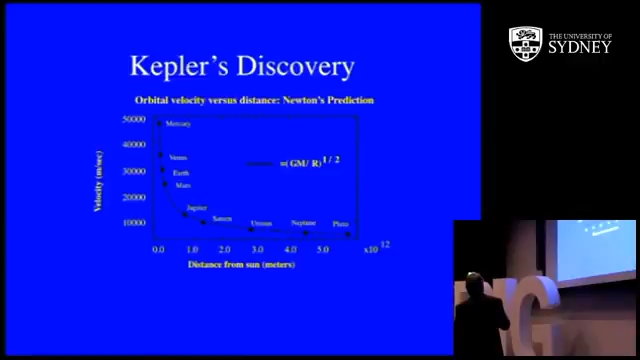 THE UNIVERSITY OF
SYDNEY
Kepler's Discovery
Orbital velocity versus distance: Newton's Prediction
50000
40000
30000
20000
10000
Velocity (m/sec)
Mercury
Venus
Earth
Mars
Jupiter
Saturn
Uranus
Neptune
Pluto
=(GM/ R)1/2
0.0 1.0 2.0 3.0 4.0 5.0 x10 12
Distance from sun (meters)